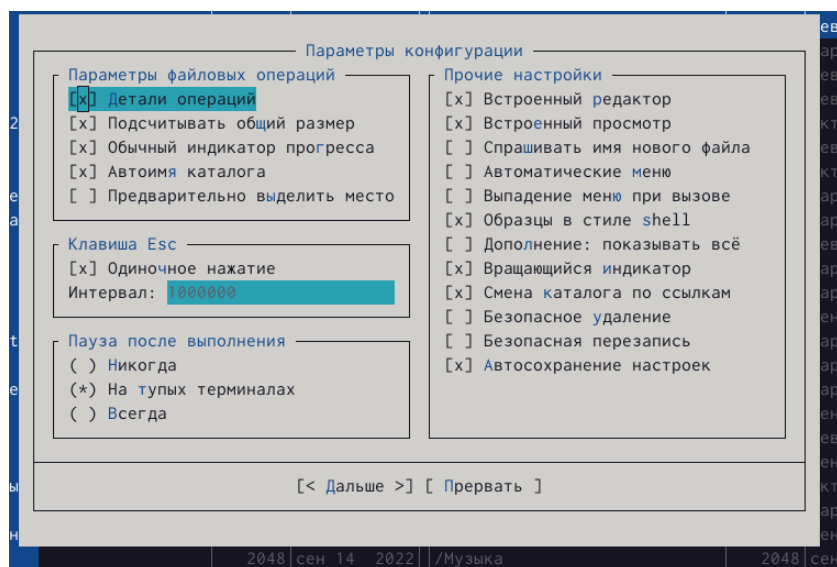 Параметры конфигурации
Параметры файловых операций
[x] Детали операций
[x] Подсчитывать общий размер
[x] Обычный индикатор прогресса
[x] Автоимя каталога
[ ] Предварительно выделить место
Клавиша Esc
[x] Одиночное нажатие
Интервал: 1000000
Пауза после выполнения
( ) Никогда
(*) На тупых терминалах
( ) Всегда
Прочие настройки
[x] Встроенный редактор
[x] Встроенный просмотр
[ ] Спрашивать имя нового файла
[ ] Автоматические меню
[ ] Выпадение меню при вызове
[x] Образцы в стиле shell
[ ] Дополнение: показывать всё
[x] Вращающийся индикатор
[x] Смена каталога по ссылкам
[ ] Безопасное удаление
[ ] Безопасная перезапись
[x] Автосохранение настроек
[< Дальше >] [ Прервать ]
2048 сен 14 2022 /Музыка 2048 сен